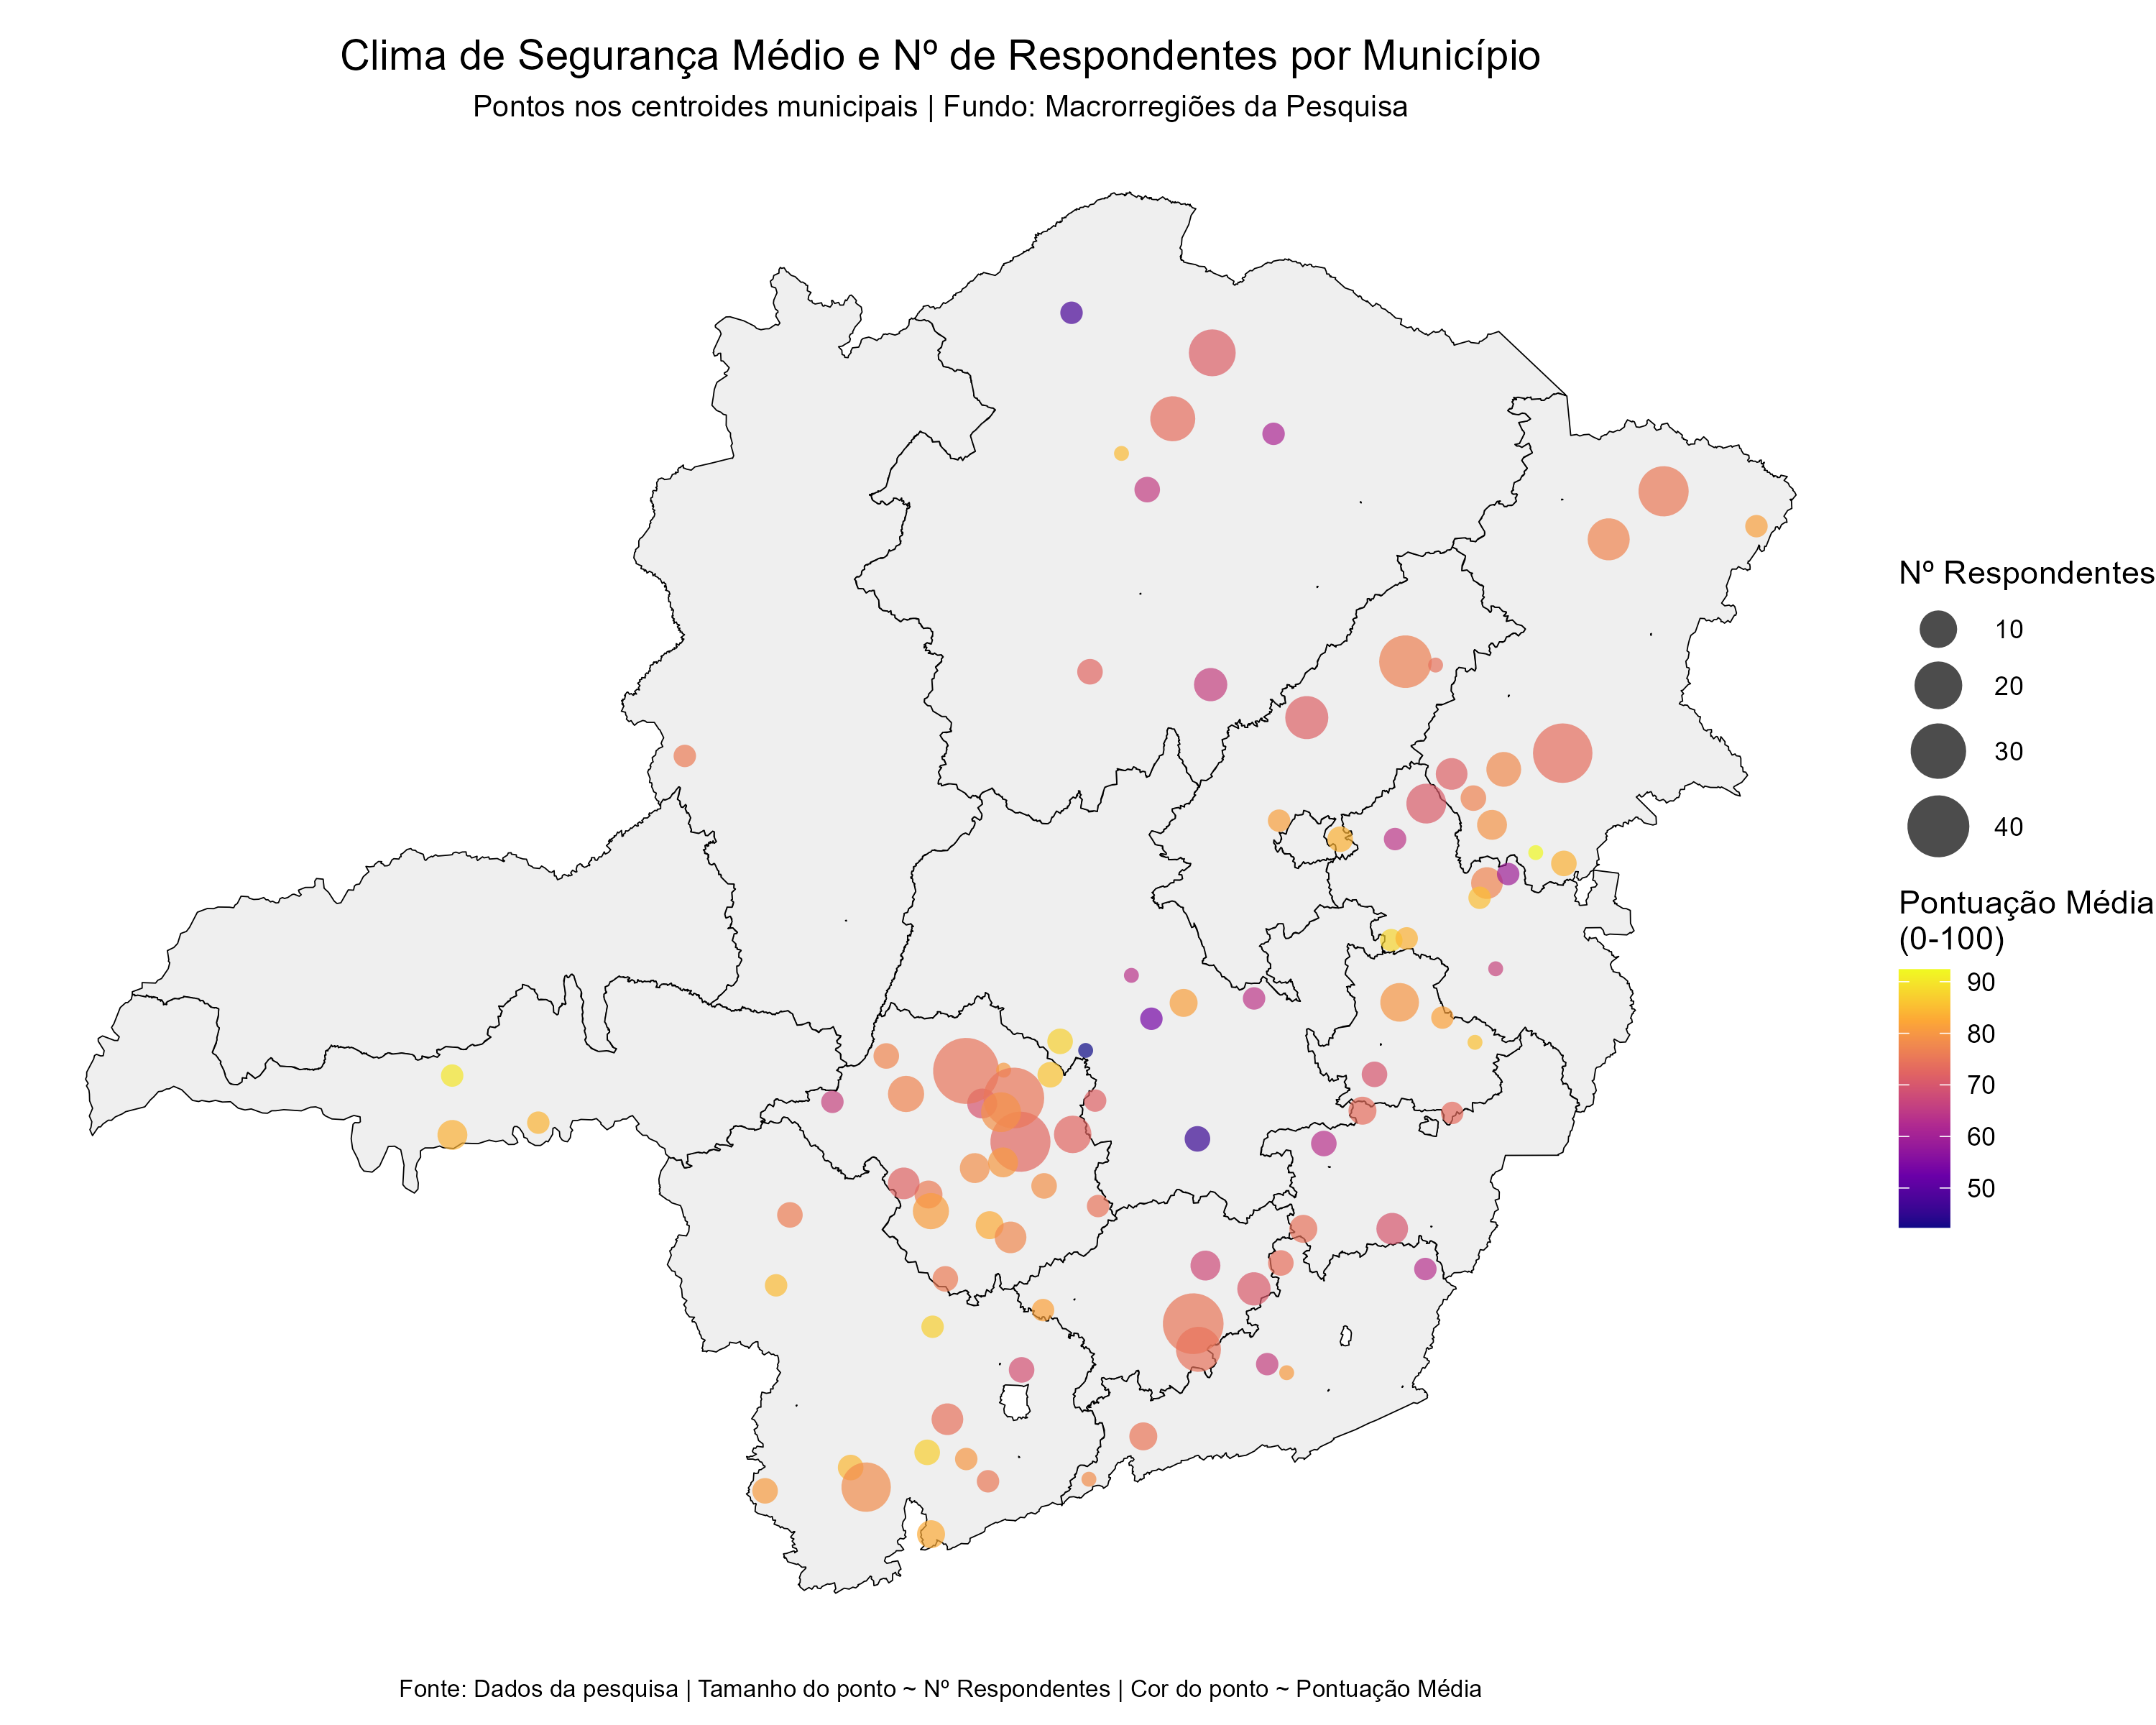 Clima de Segurança Médio e Nº de Respondentes por Município
Pontos nos centroides municipais | Fundo: Macrorregiões da Pesquisa
Nº Respondentes
10
20
30
40
Pontuação Média
(0-100)
90
80
70
60
50
Fonte: Dados da pesquisa | Tamanho do ponto ~ Nº Respondentes | Cor do ponto ~ Pontuação Média